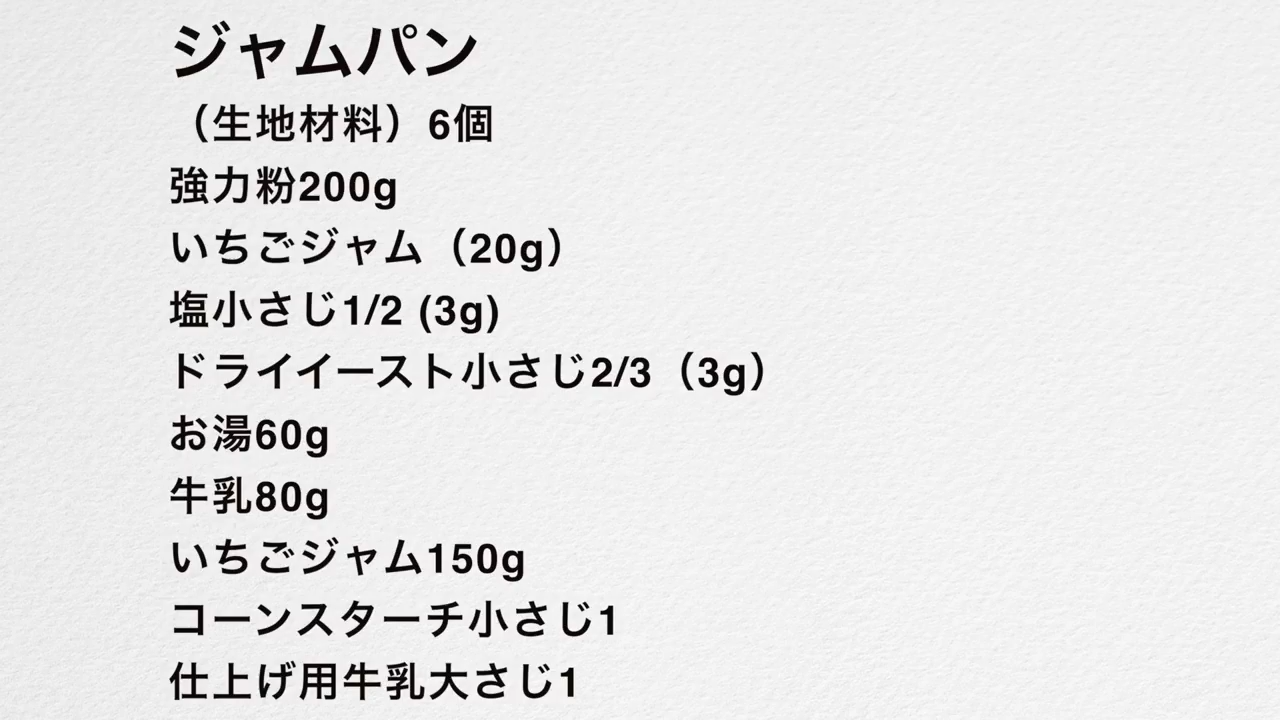 ジャムパン
（生地材料）6個
強力粉200g
いちごジャム（20g）
塩小さじ1/2 (3g)
ドライイースト小さじ2/3（3g）
お湯60g
牛乳80g
いちごジャム150g
コーンスターチ小さじ1
仕上げ用牛乳大さじ1